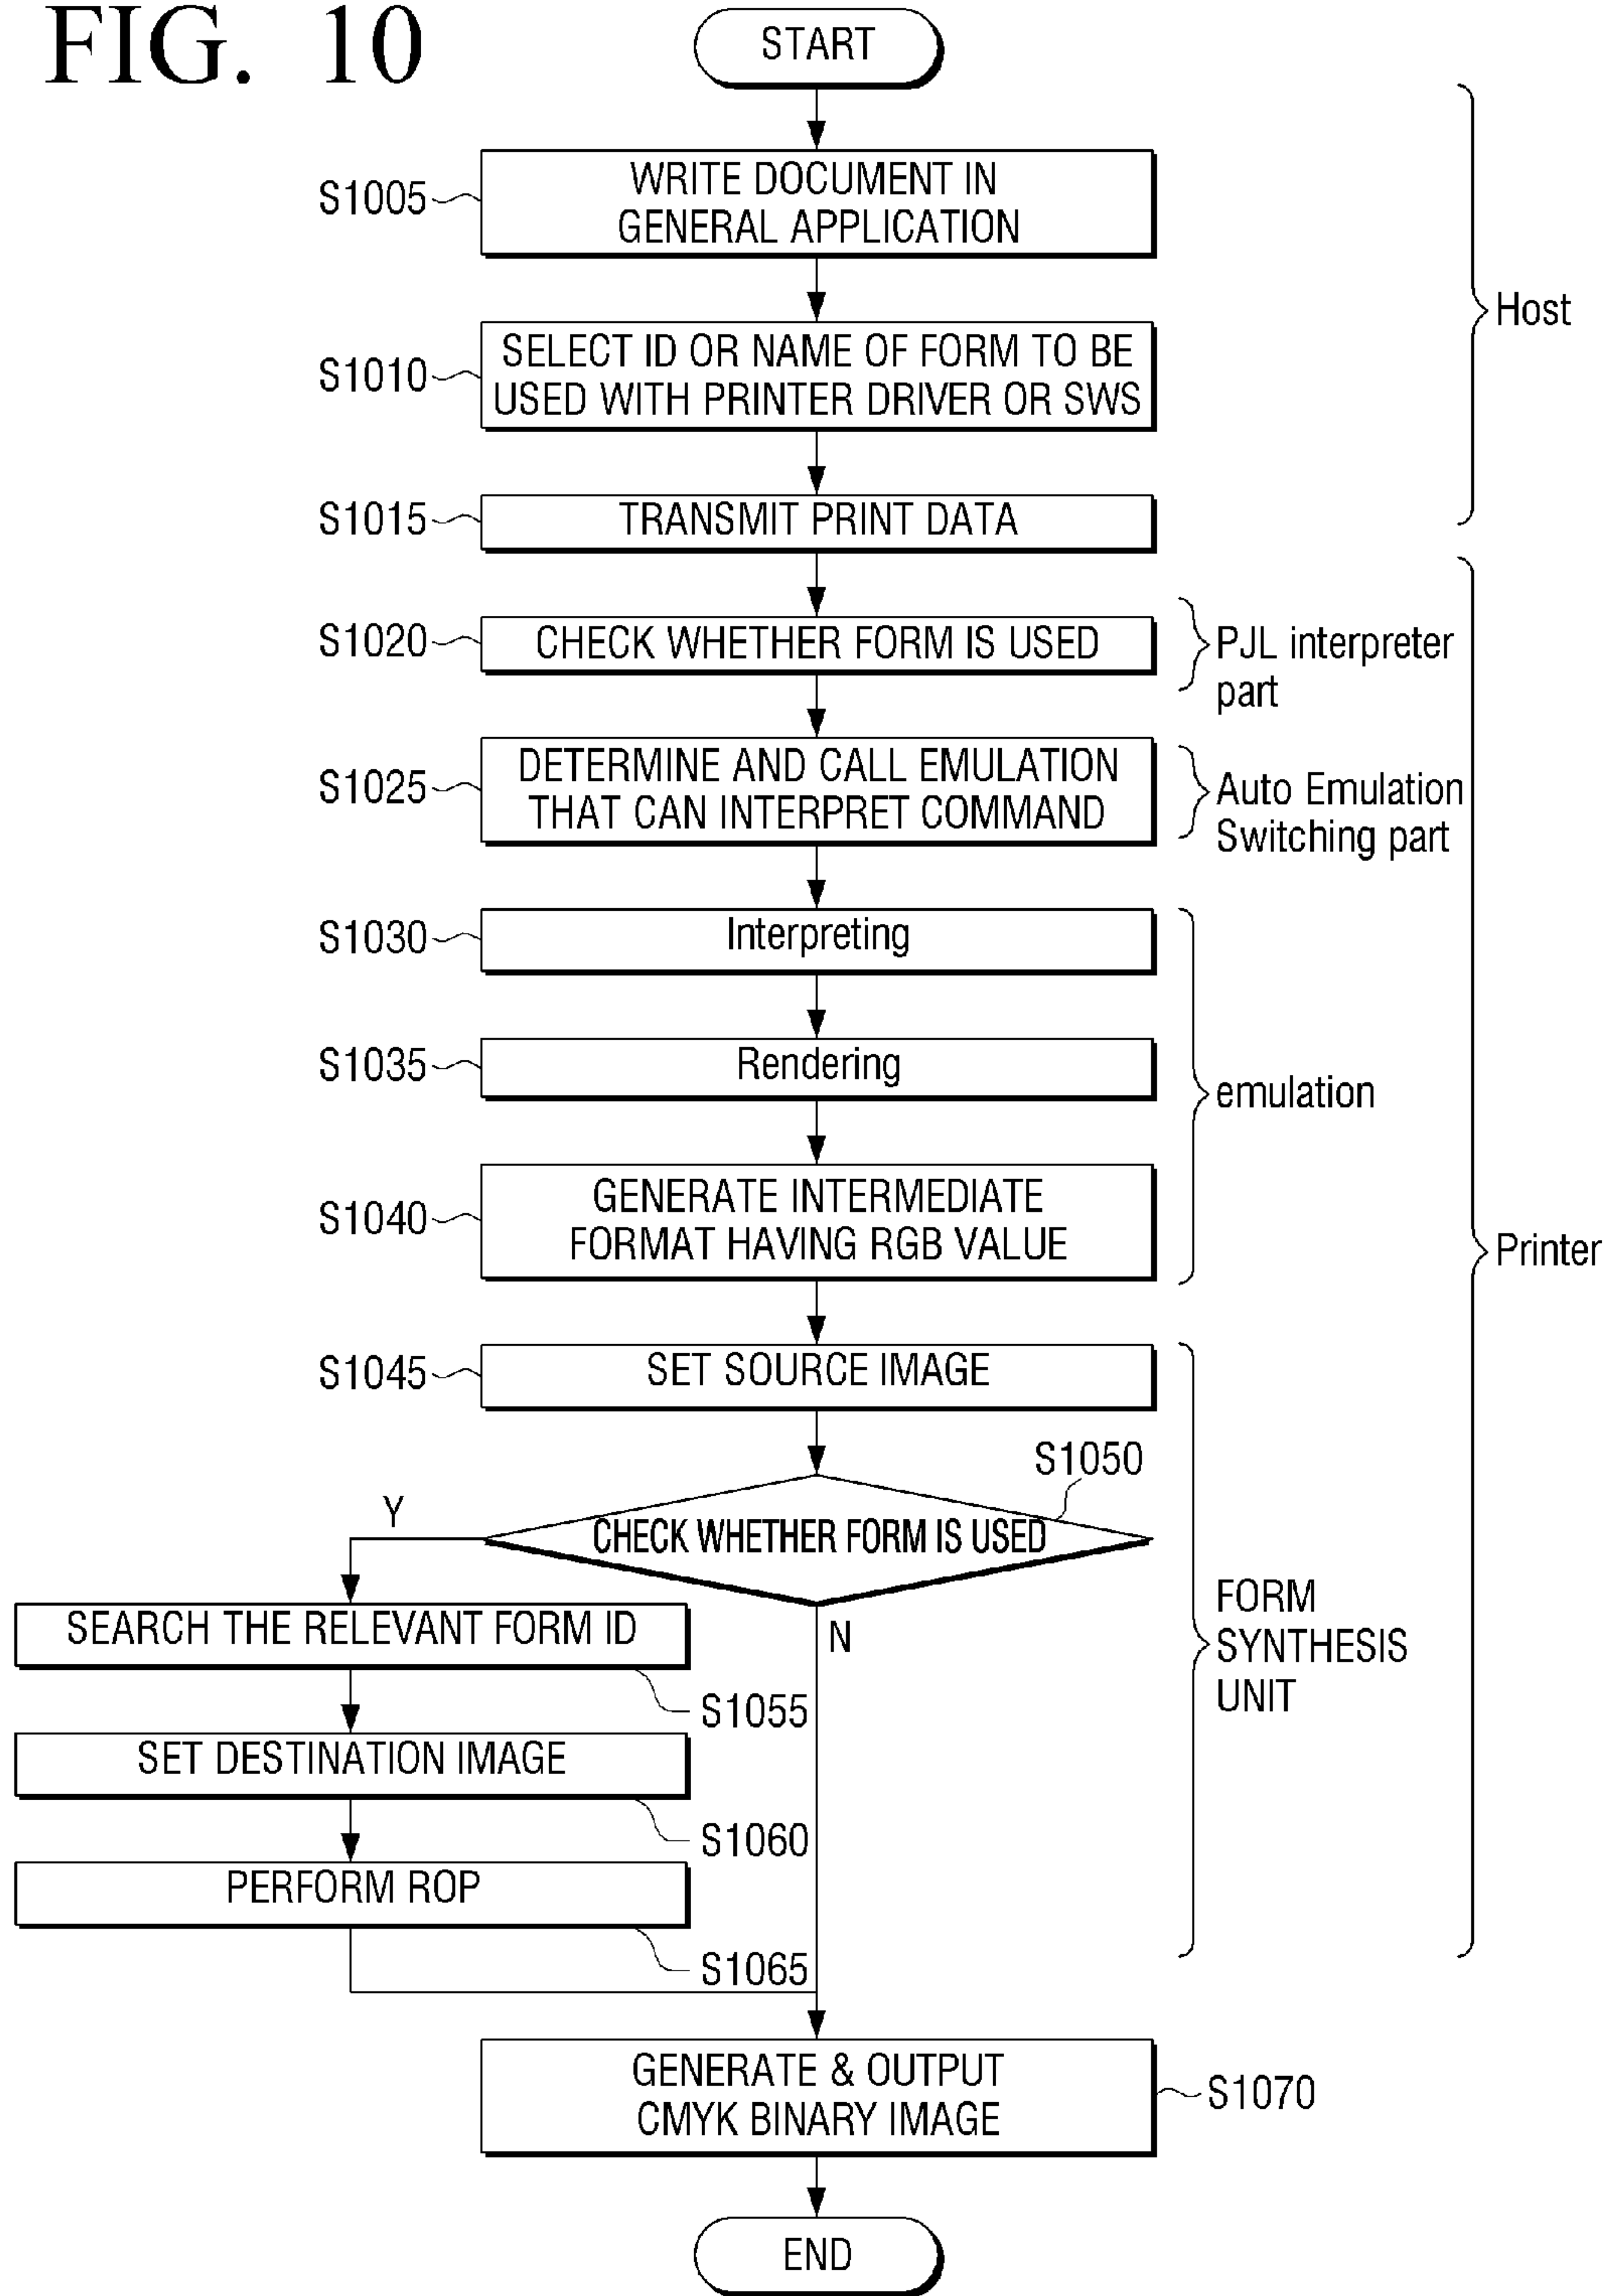 FIG. 10
START
S1005
WRITE DOCUMENT IN
GENERAL APPLICATION
S1010
SELECT ID OR NAME OF FORM TO BE
USED WITH PRINTER DRIVER OR SWS
Host
S1015
TRANSMIT PRINT DATA
S1020
CHECK WHETHER FORM IS USED
PJL interpreter
part
S1025
DETERMINE AND CALL EMULATION
THAT CAN INTERPRET COMMAND
Auto Emulation
Switching part
S1030
Interpreting
S1035
Rendering
emulation
S1040
GENERATE INTERMEDIATE
FORMAT HAVING RGB VALUE
Printer
S1045
SET SOURCE IMAGE
S1050
CHECK WHETHER FORM IS USED
Y
N
FORM
SYNTHESIS
UNIT
SEARCH THE RELEVANT FORM ID
S1055
SET DESTINATION IMAGE
S1060
PERFORM ROP
S1065
GENERATE & OUTPUT
CMYK BINARY IMAGE
S1070
END